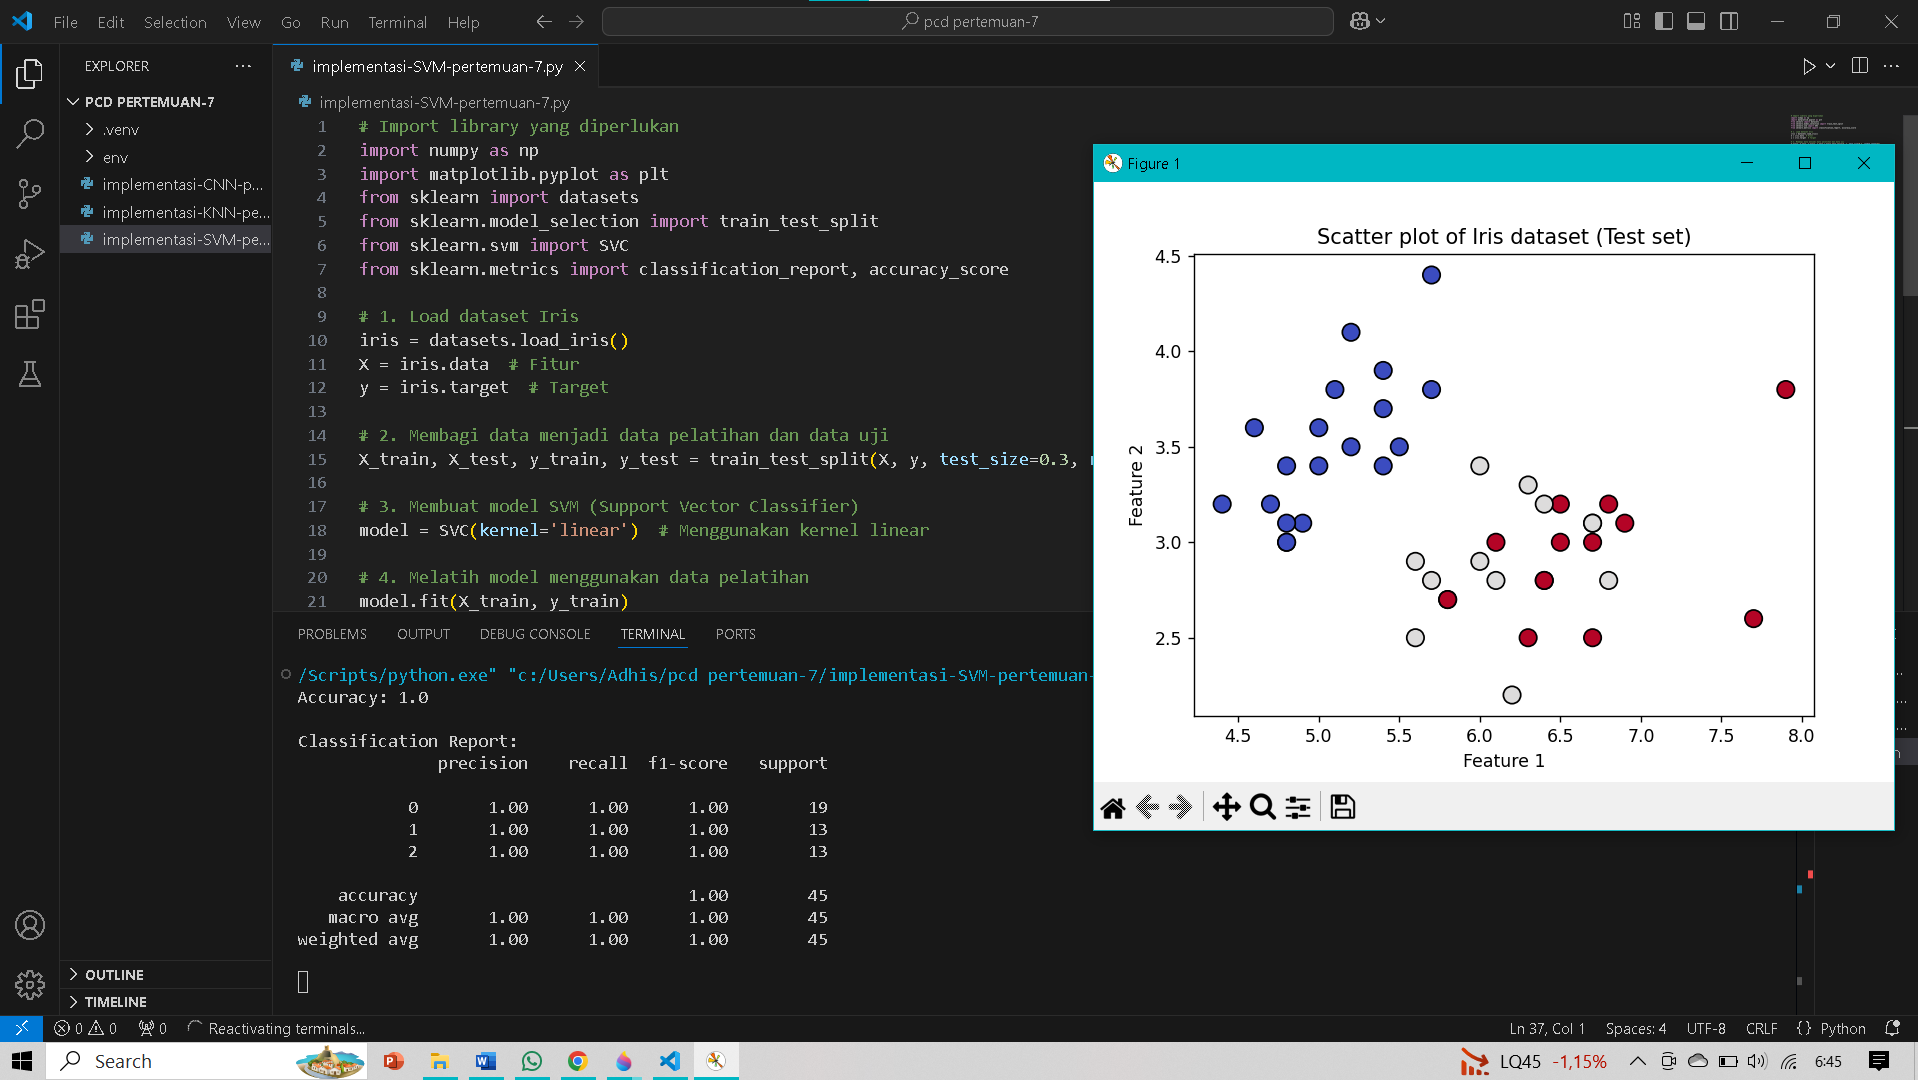 File Edit Selection View Go Run Terminal Help
pcd pertemuan-7
EXPLORER
PCD PERTEMUAN-7
.venv
env
implementasi-CNN-p...
implementasi-KNN-pe...
implementasi-SVM-pe...
OUTLINE
TIMELINE
implementasi-SVM-pertemuan-7.py
implementasi-SVM-pertemuan-7.py
1 # Import library yang diperlukan
2 import numpy as np
3 import matplotlib.pyplot as plt
4 from sklearn import datasets
5 from sklearn.model_selection import train_test_split
6 from sklearn.svm import SVC
7 from sklearn.metrics import classification_report, accuracy_score
8
9 # 1. Load dataset Iris
10 iris = datasets.load_iris()
11 X = iris.data # Fitur
12 y = iris.target # Target
13
14 # 2. Membagi data menjadi data pelatihan dan data uji
15 X_train, X_test, y_train, y_test = train_test_split(X, y, test_size=0.3,
16
17 # 3. Membuat model SVM (Support Vector Classifier)
18 model = SVC(kernel='linear') # Menggunakan kernel linear
19
20 # 4. Melatih model menggunakan data pelatihan
21 model.fit(X_train, y_train)
PROBLEMS OUTPUT DEBUG CONSOLE TERMINAL PORTS
/Scripts/python.exe" "c:/Users/Adhis/pcd pertemuan-7/implementasi-SVM-pertemuan-
Accuracy: 1.0
Classification Report:
precision recall f1-score support
0 1.00 1.00 1.00 19
1 1.00 1.00 1.00 13
2 1.00 1.00 1.00 13
accuracy 1.00 45
macro avg 1.00 1.00 1.00 45
weighted avg 1.00 1.00 1.00 45
Figure 1
Scatter plot of Iris dataset (Test set)
4.5
4.0
3.5
3.0
2.5
Feature 2
4.5 5.0 5.5 6.0 6.5 7.0 7.5 8.0
Feature 1
0 0 0 Reactivating terminals...
Ln 37, Col 1 Spaces: 4 UTF-8 CRLF {} Python
Search
LQ45 -1,15%
6:45